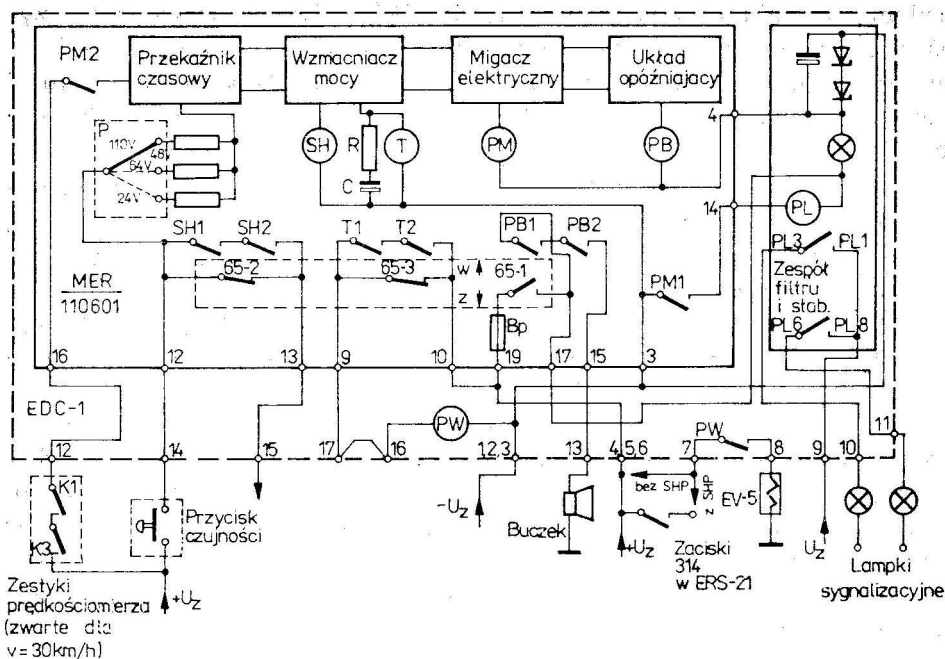 PM2
Przekaźnik
czasowy
Wzmacniacz
mocy
Migacz
elektryczny
Układ
opóźniajacy
4
P
110V
48V
64V
24V
SH
R
T
C
PM
PB
14
PL
SH1
SH2
T1
T2
PB1
PB2
PL3
PL1
65-2
65-3
W
65-1
Z
PM1
Zespół
filtru
i stab.
MER
110601
Bp
PL6
PL8
16
12
13
9
10
19
17
15
3
EDC-1
PW
11
12
14
15
17
16
1,2,3
13
4
5,6
7
PW
8
9
10
K1
K3
Przycisk
czujności
-Uz
Buczek
bez SHP
z SHP
EV-5
+Uz
Zaciski
314
w ERS-21
Uz
Lampki
sygnalizacyjne
Zestyki
prędkościomierza
(zwarte dla
v=30km/h)
+Uz